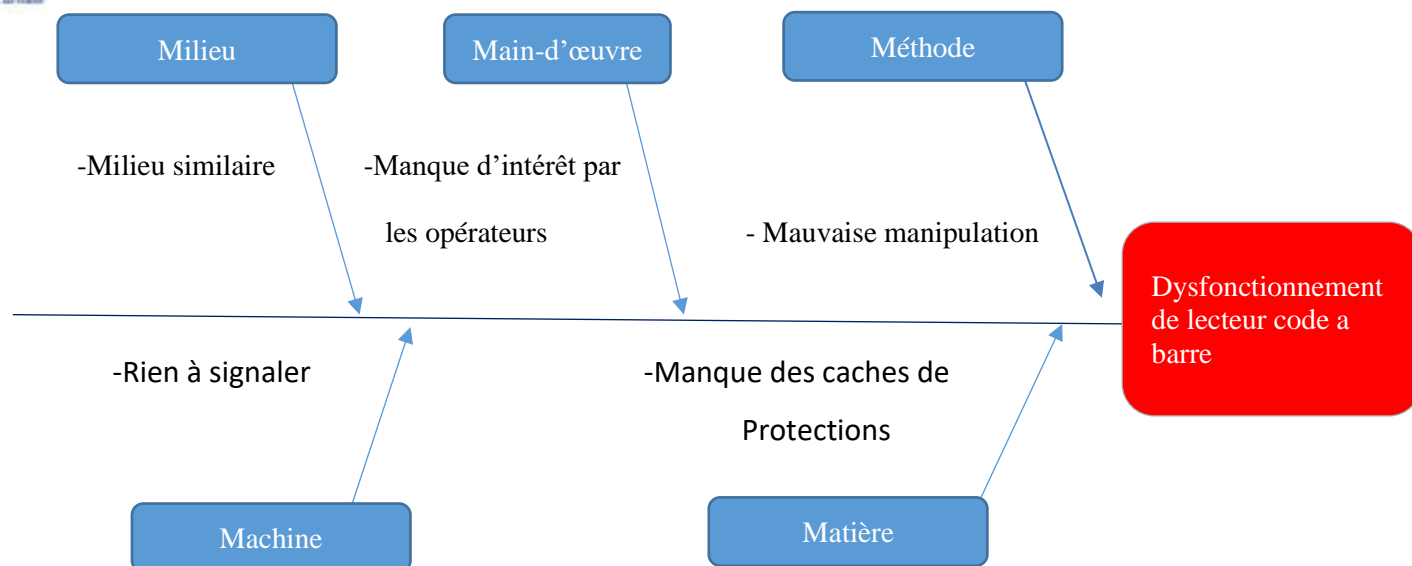 Milieu
Main-d’œuvre
Méthode
-Milieu similaire
-Manque d’intérêt par
les opérateurs
- Mauvaise manipulation
Dysfonctionnement
de lecteur code a
barre
-Rien à signaler
-Manque des caches de
Protections
Machine
Matière